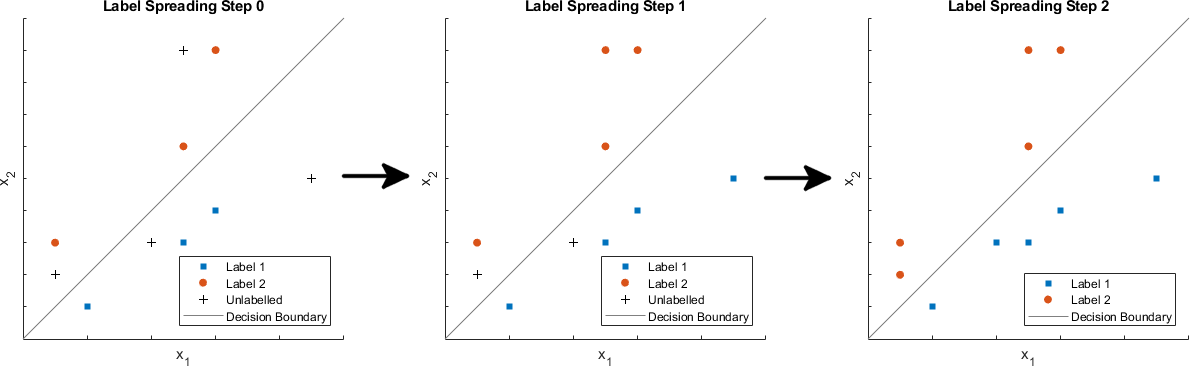 Label Spreading Step 0
x2
x1
Label 1
Label 2
Unlabelled
Decision Boundary
Label Spreading Step 1
x2
x1
Label 1
Label 2
Unlabelled
Decision Boundary
Label Spreading Step 2
x2
x1
Label 1
Label 2
Decision Boundary